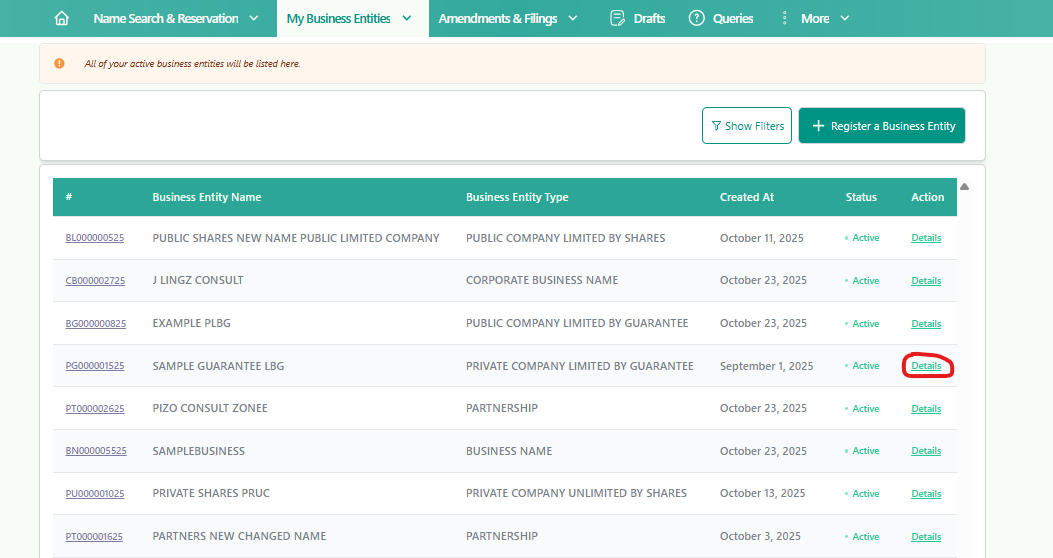 Name Search & Reservation My Business Entities Amendments & Filings Drafts Queries More
All of your active business entities will be listed here.
Show Filters Register a Business Entity
# Business Entity Name Business Entity Type Created At Status Action
BL000000525 PUBLIC SHARES NEW NAME PUBLIC LIMITED COMPANY PUBLIC COMPANY LIMITED BY SHARES October 11, 2025 Active Details
CB000002725 J LINGZ CONSULT CORPORATE BUSINESS NAME October 23, 2025 Active Details
BG000000825 EXAMPLE PLBG PUBLIC COMPANY LIMITED BY GUARANTEE October 23, 2025 Active Details
PG000001525 SAMPLE GUARANTEE LBG PRIVATE COMPANY LIMITED BY GUARANTEE September 1, 2025 Active Details
PT000002625 PIZO CONSULT ZONEE PARTNERSHIP October 23, 2025 Active Details
BN000005525 SAMPLEBUSINESS BUSINESS NAME October 23, 2025 Active Details
PU000001025 PRIVATE SHARES PRUC PRIVATE COMPANY UNLIMITED BY SHARES October 13, 2025 Active Details
PT000001625 PARTNERS NEW CHANGED NAME PARTNERSHIP October 3, 2025 Active Details